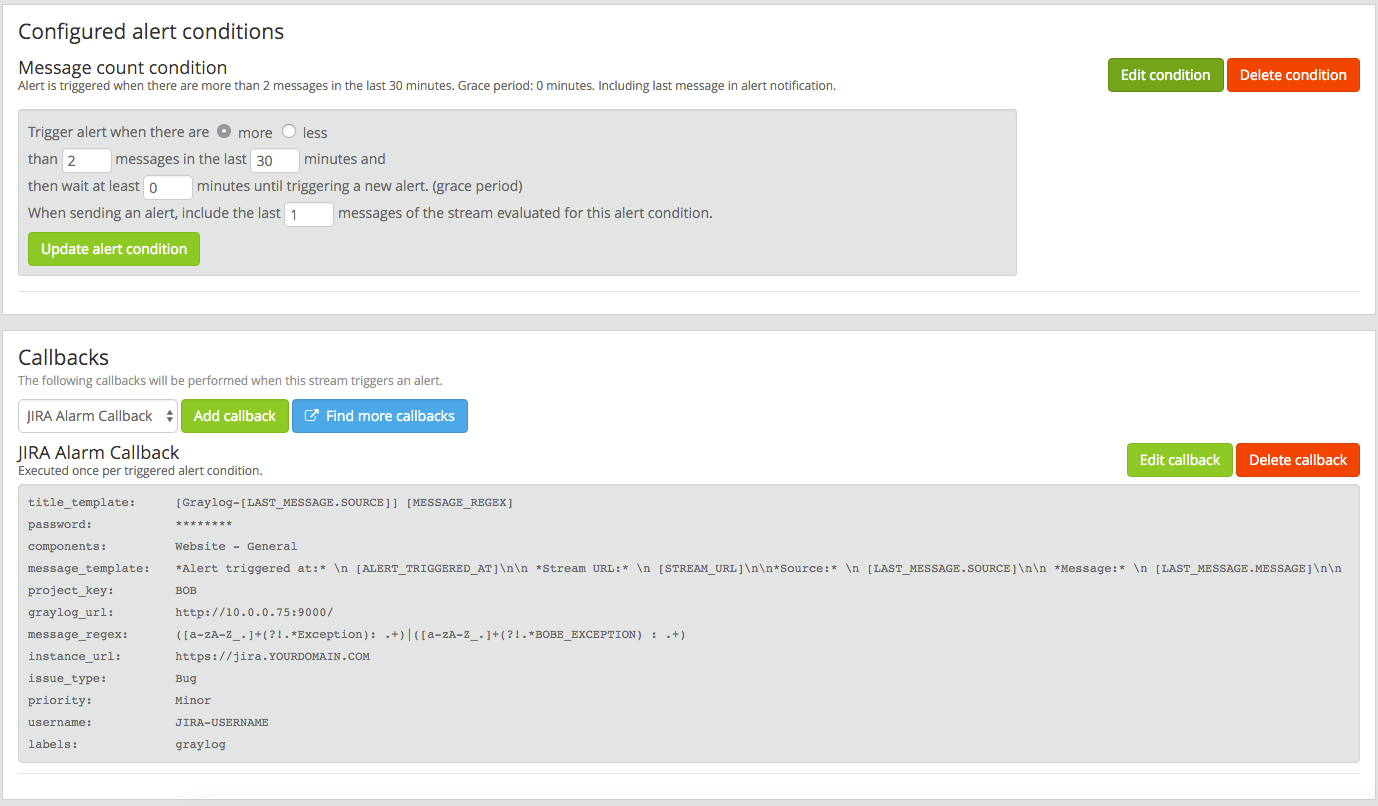 Configured alert conditions
Message count condition
Alert is triggered when there are more than 2 messages in the last 30 minutes. Grace period: 0 minutes. Including last message in alert notification.
Edit condition Delete condition
Trigger alert when there are more less
than 2 messages in the last 30 minutes and
then wait at least 0 minutes until triggering a new alert. (grace period)
When sending an alert, include the last 1 messages of the stream evaluated for this alert condition.
Update alert condition
Callbacks
The following callbacks will be performed when this stream triggers an alert.
JIRA Alarm Callback Add callback Find more callbacks
JIRA Alarm Callback
Executed once per triggered alert condition.
Edit callback Delete callback
title_template: [Graylog-[LAST_MESSAGE.SOURCE]] [MESSAGE_REGEX]
password: ********
components: Website - General
message_template: *Alert triggered at:* \n [ALERT_TRIGGERED_AT]\n\n *Stream URL:* \n [STREAM_URL]\n\n*Source:* \n [LAST_MESSAGE.SOURCE]\n\n *Message:* \n [LAST_MESSAGE.MESSAGE]\n\n
project_key: BOB
graylog_url: http://10.0.0.75:9000/
message_regex: ([a-zA-Z_.]+(?!.*Exception): .+)|([a-zA-Z_.]+(?!.*BOBE_EXCEPTION) : .+)
instance_url: https://jira.YOURDOMAIN.COM
issue_type: Bug
priority: Minor
username: JIRA-USERNAME
labels: graylog